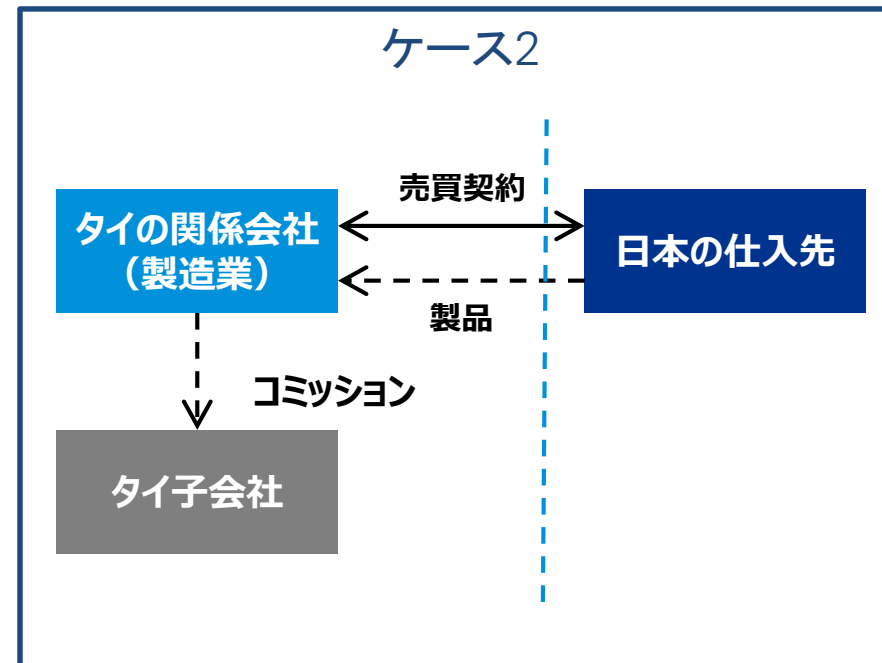 ケース2
売買契約
タイの関係会社
（製造業）
日本の仕入先
製品
コミッション
タイ子会社